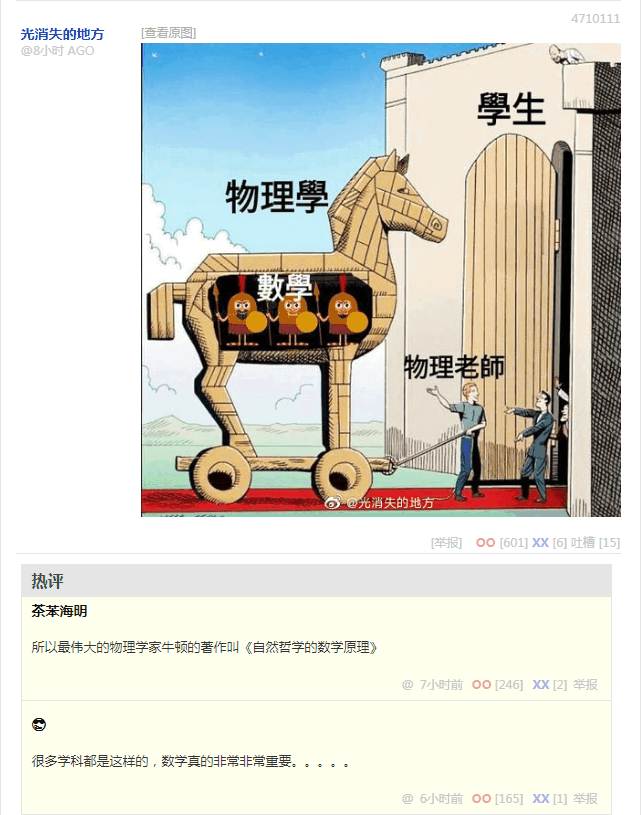 4710111
光消失的地方
@8小时 AGO
[查看原图]
學生
物理學
數學
物理老師
@光消失的地方
[举报] OO [601] XX [6] 吐槽 [15]
热评
茶苯海明
所以最伟大的物理学家牛顿的著作叫《自然哲学的数学原理》
@ 7小时前 OO [246] XX [2] 举报
😎
很多学科都是这样的，数学真的非常非常重要。。。。。
@ 6小时前 OO [165] XX [1] 举报